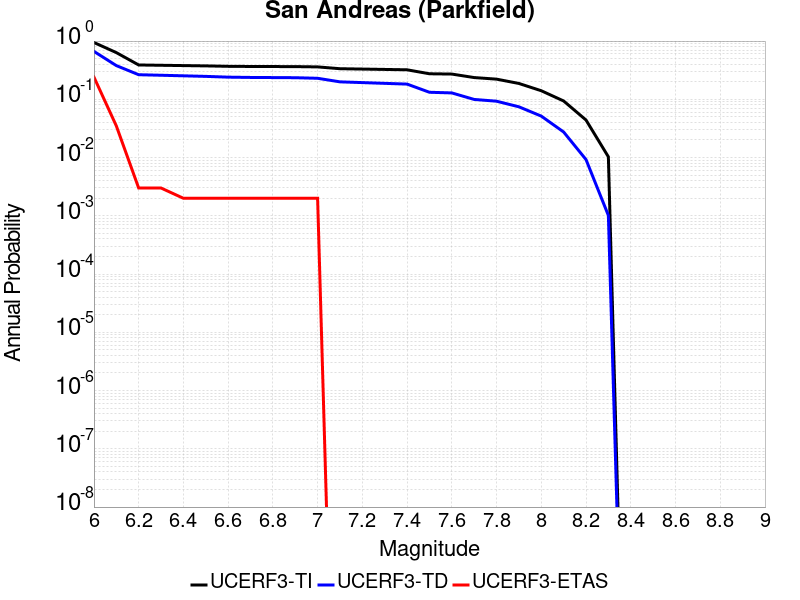 San Andreas (Parkfield)
10^0
10^-1
10^-2
10^-3
10^-4
10^-5
10^-6
10^-7
10^-8
Annual Probability
6 6.2 6.4 6.6 6.8 7 7.2 7.4 7.6 7.8 8 8.2 8.4 8.6 8.8 9
Magnitude
UCERF3-TI UCERF3-TD UCERF3-ETAS